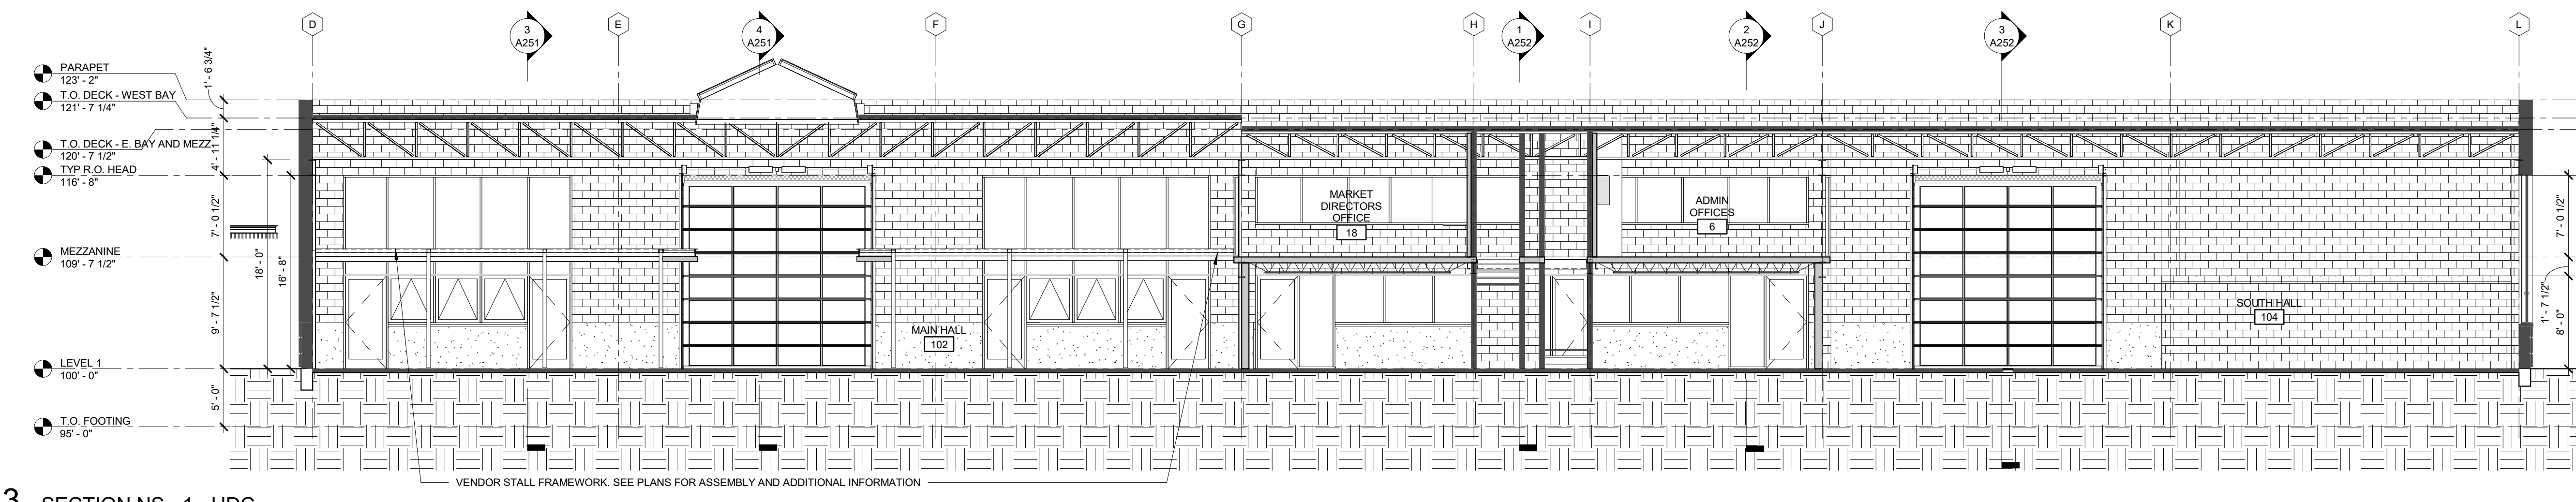 D
3
A251
E
4
A251
F
G
H
1
A252
I
2
A252
J
3
A252
K
L
PARAPET
123' - 2"
T.O. DECK - WEST BAY
121' - 7 1/4"
T.O. DECK - E. BAY AND MEZZ
120' - 7 1/2"
TYP R.O. HEAD
116' - 8"
MEZZANINE
109' - 7 1/2"
LEVEL 1
100' - 0"
T.O. FOOTING
95' - 0"
1' - 6 3/4"
4' - 11 1/4"
7' - 0 1/2"
9' - 7 1/2"
5' - 0"
18' - 0"
16' - 8"
MAIN HALL
102
MARKET
DIRECTORS
OFFICE
18
ADMIN
OFFICES
6
SOUTH HALL
104
7' - 0 1/2"
1' - 7 1/2"
8' - 0"
VENDOR STALL FRAMEWORK. SEE PLANS FOR ASSEMBLY AND ADDITIONAL INFORMATION
3 SECTION NS - 1 - HDC